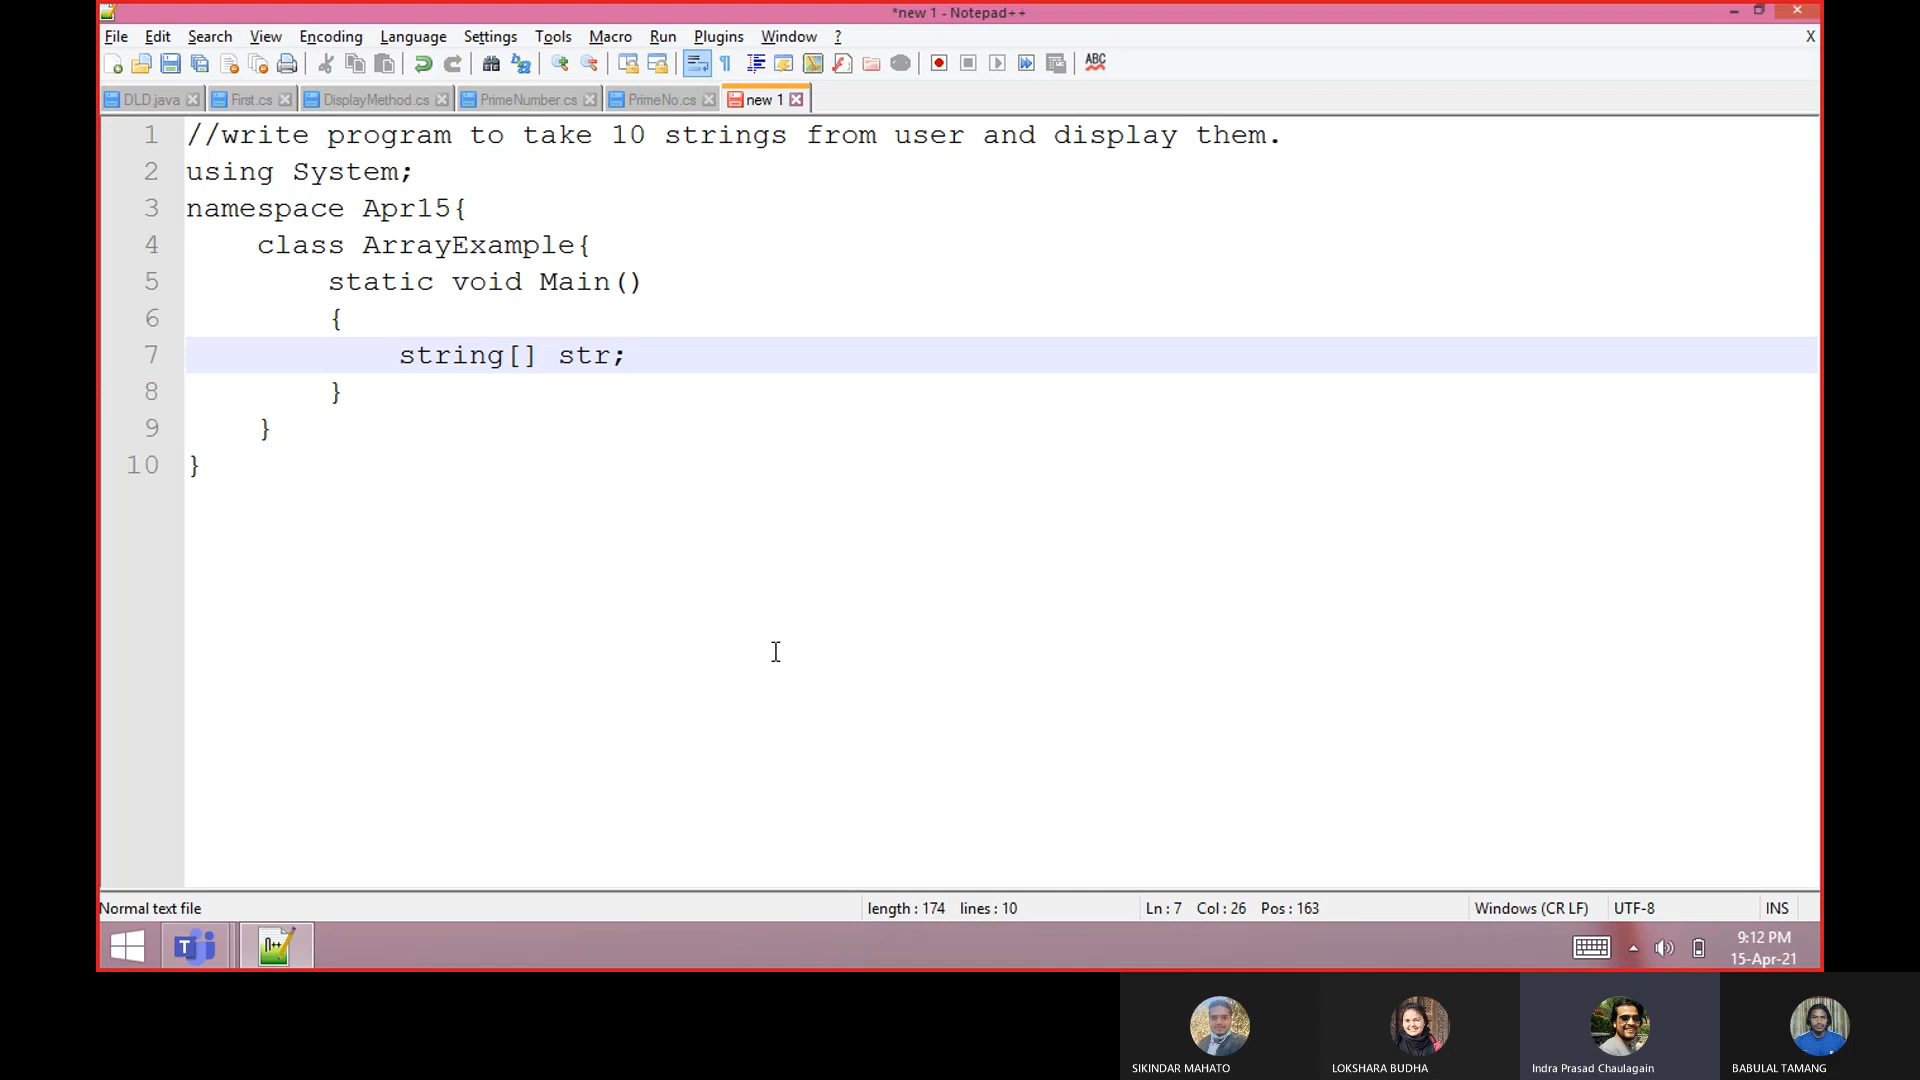 *new 1 - Notepad++
File Edit Search View Encoding Language Settings Tools Macro Run Plugins Window ? X
ABC
DLD.java First.cs DisplayMethod.cs PrimeNumber.cs PrimeNo.cs new 1
1 //write program to take 10 strings from user and display them.
2 using System;
3 namespace Apr15{
4 class ArrayExample{
5 static void Main()
6 {
7 string[] str;
8 }
9 }
10 }
Normal text file length : 174 lines : 10 Ln : 7 Col : 26 Pos : 163 Windows (CR LF) UTF-8 INS
T n++ 9:12 PM
15-Apr-21
SIKINDAR MAHATO LOKSHARA BUDHA Indra Prasad Chaulagain BABULAL TAMANG